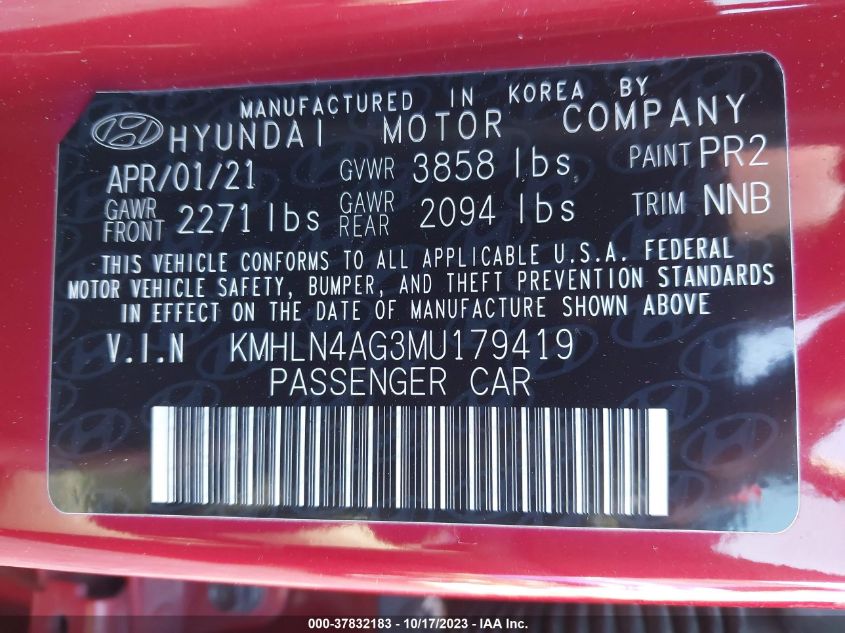 MANUFACTURED IN KOREA BY
HYUNDAI MOTOR COMPANY
APR/01/21 GVWR 3858 lbs. PAINT PR2
GAWR FRONT 2271 lbs GAWR REAR 2094 lbs TRIM NNB
THIS VEHICLE CONFORMS TO ALL APPLICABLE U.S.A. FEDERAL
MOTOR VEHICLE SAFETY, BUMPER, AND THEFT PREVENTION STANDARDS
IN EFFECT ON THE DATE OF MANUFACTURE SHOWN ABOVE
V.I.N KMHLN4AG3MU179419
PASSENGER CAR
000-37832183 - 10/17/2023 - IAA Inc.